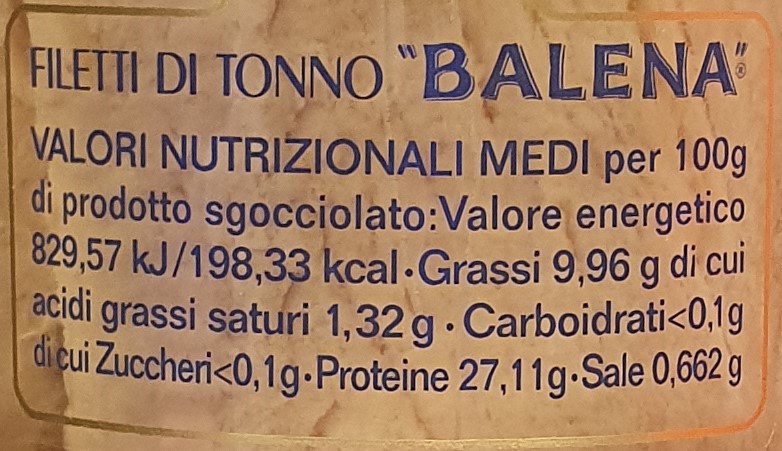 FILETTI DI TONNO "BALENA"®
VALORI NUTRIZIONALI MEDI per 100g
di prodotto sgocciolato:Valore energetico
829,57 kJ/198,33 kcal•Grassi 9,96 g di cui
acidi grassi saturi 1,32 g • Carboidrati<0,1g
di cui Zuccheri<0,1g•Proteine 27,11g•Sale 0,662 g